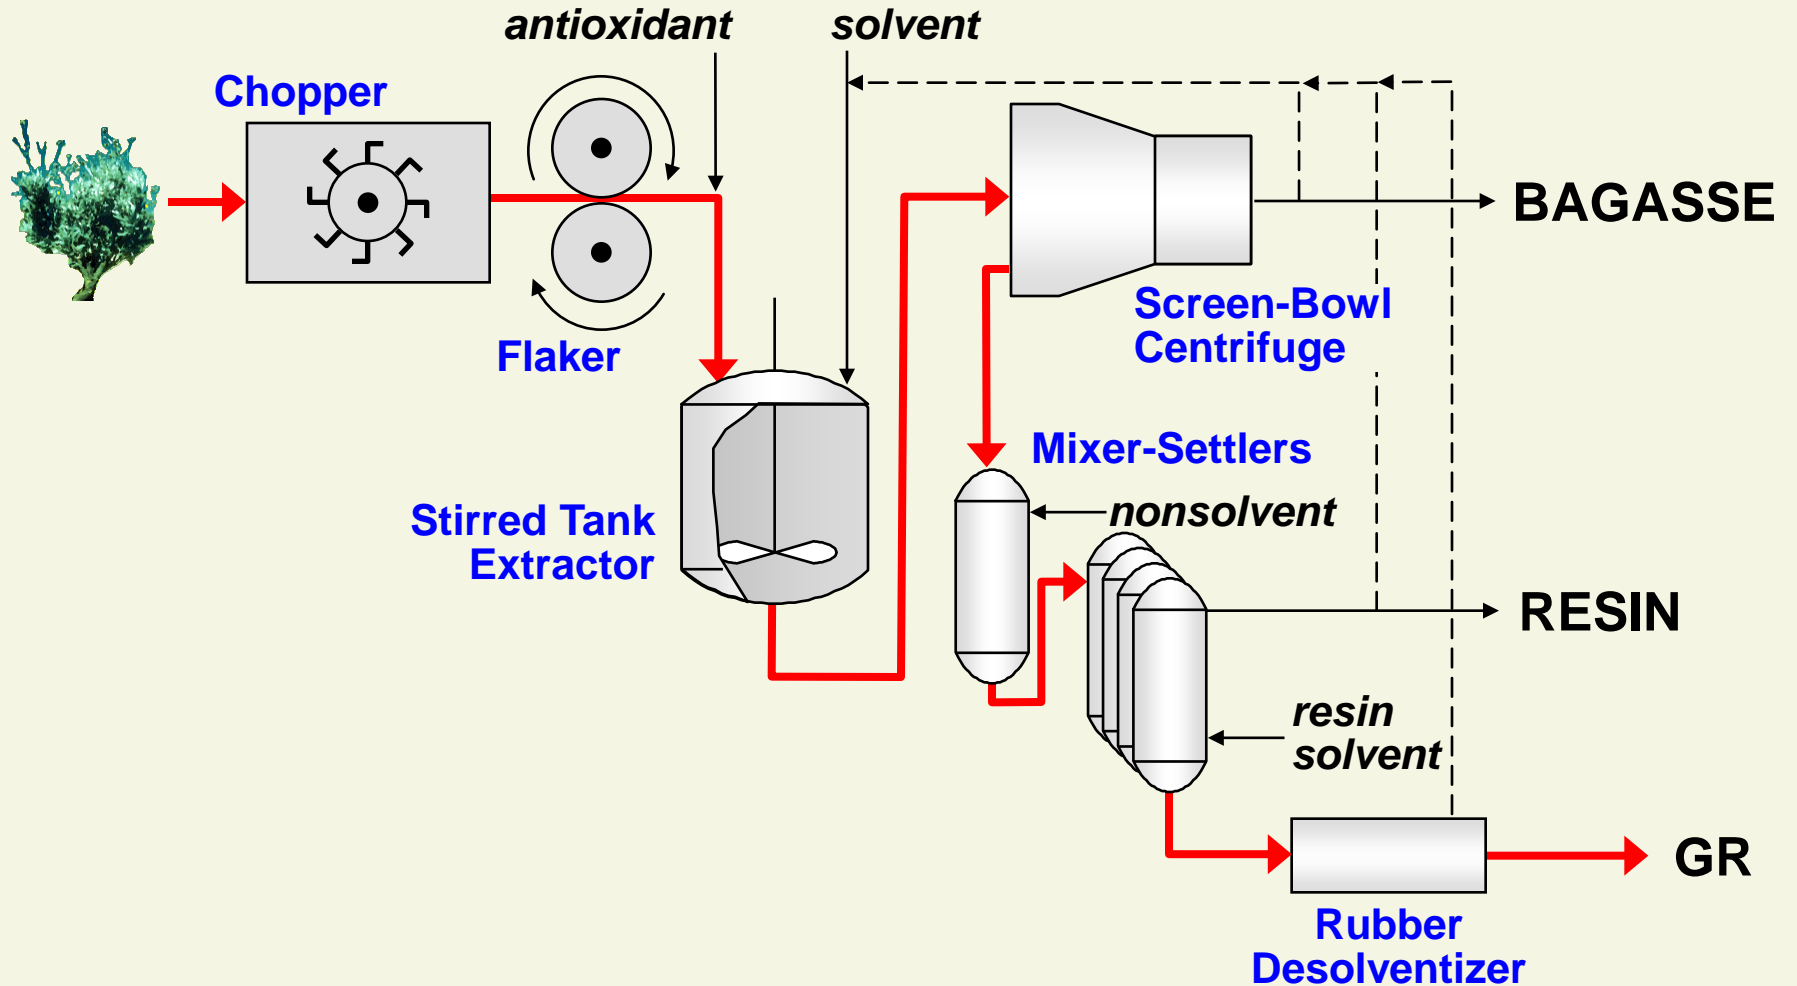 antioxidant
solvent
Chopper
Flaker
BAGASSE
Screen-Bowl
Centrifuge
Mixer-Settlers
nonsolvent
Stirred Tank
Extractor
RESIN
resin
solvent
GR
Rubber
Desolventizer